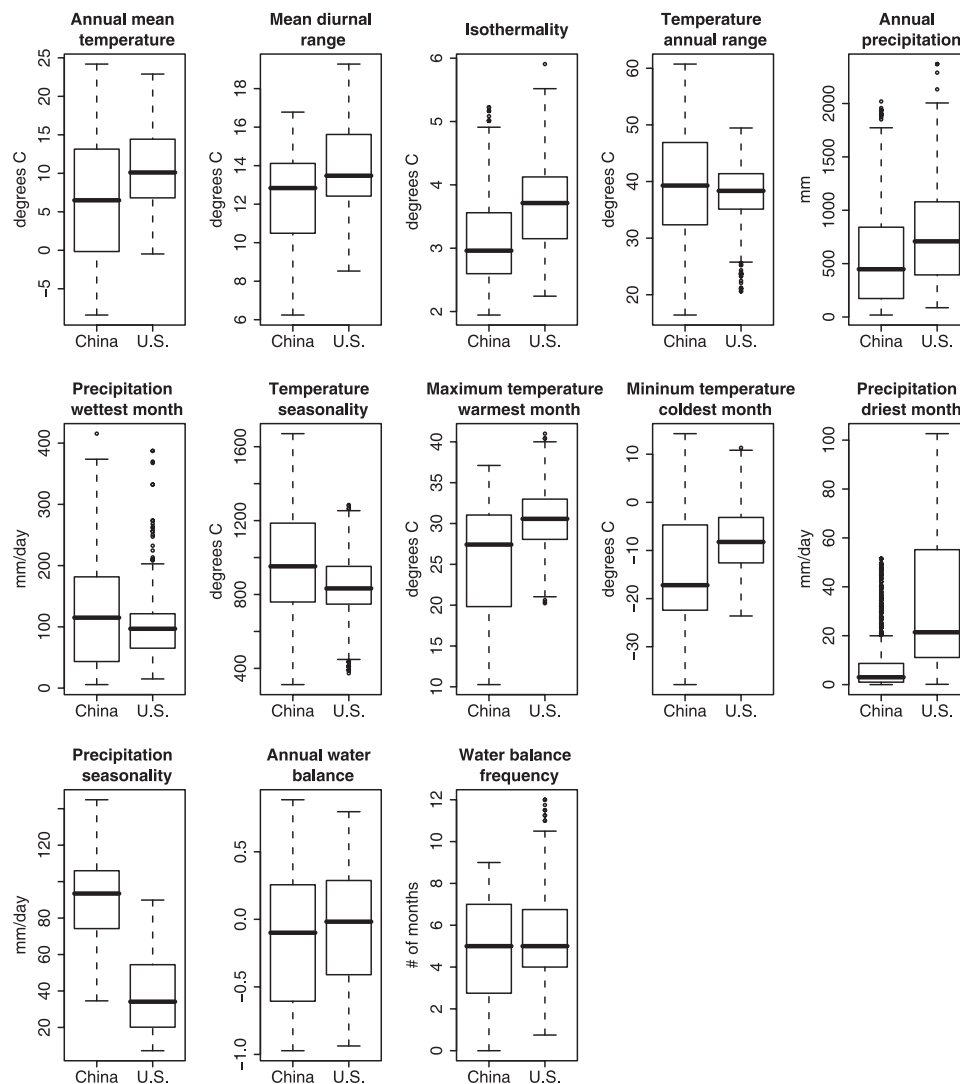 Annual mean
temperature
degrees C
25
20
15
10
5
0
−5
China U.S.
Mean diurnal
range
degrees C
18
16
14
12
10
8
6
China U.S.
Isothermality
degrees C
6
5
4
3
2
China U.S.
Temperature
annual range
degrees C
60
50
40
30
20
China U.S.
Annual
precipitation
mm
2000
1500
1000
500
0
China U.S.
Precipitation
wettest month
mm/day
400
300
200
100
0
China U.S.
Temperature
seasonality
degrees C
1600
1200
800
400
China U.S.
Maximum temperature
warmest month
degrees C
40
35
30
25
20
15
10
China U.S.
Mininum temperature
coldest month
degrees C
10
0
−10
−20
−30
China U.S.
Precipitation
driest month
mm/day
100
80
60
40
20
0
China U.S.
Precipitation
seasonality
mm/day
120
80
60
40
20
China U.S.
Annual water
balance
0.5
0.0
−0.5
−1.0
China U.S.
Water balance
frequency
# of months
12
10
8
6
4
2
0
China U.S.